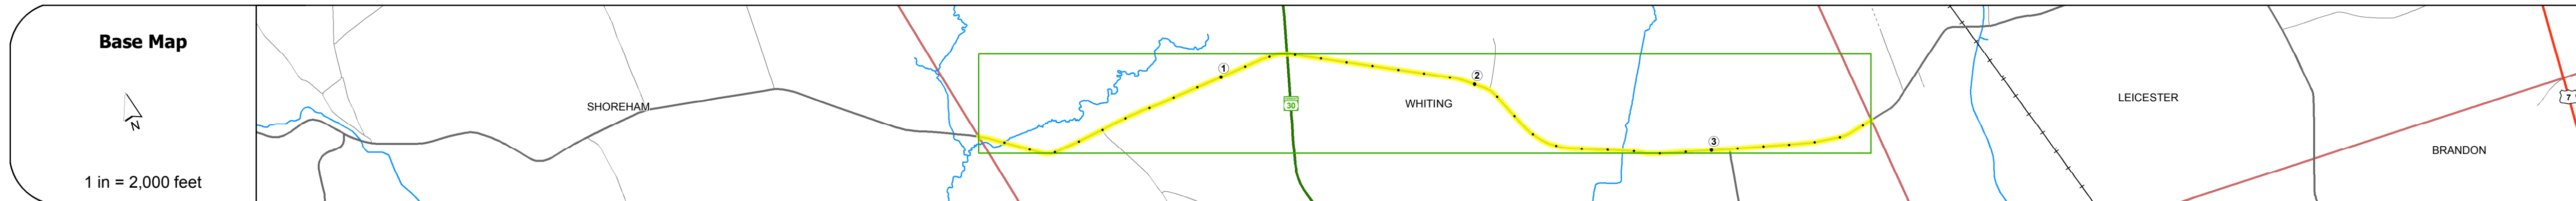 Base Map
N
1 in = 2,000 feet
SHOREHAM
1
30
WHITING
2
3
LEICESTER
BRANDON
7